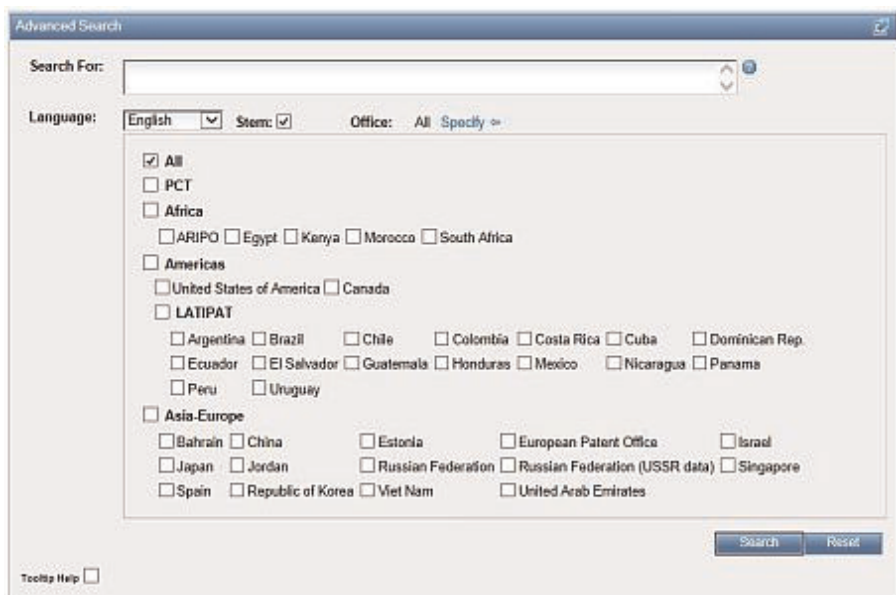 Advanced Search
Search For:
Language: English Stem: Office: All Specify
All
PCT
Africa
ARIPO Egypt Kenya Morocco South Africa
Americas
United States of America Canada
LATIPAT
Argentina Brazil Chile Colombia Costa Rica Cuba Dominican Rep.
Ecuador El Salvador Guatemala Honduras Mexico Nicaragua Panama
Peru Uruguay
Asia-Europe
Bahrain China Estonia European Patent Office Israel
Japan Jordan Russian Federation Russian Federation (USSR data) Singapore
Spain Republic of Korea Viet Nam United Arab Emirates
Search Reset
Tooltip Help